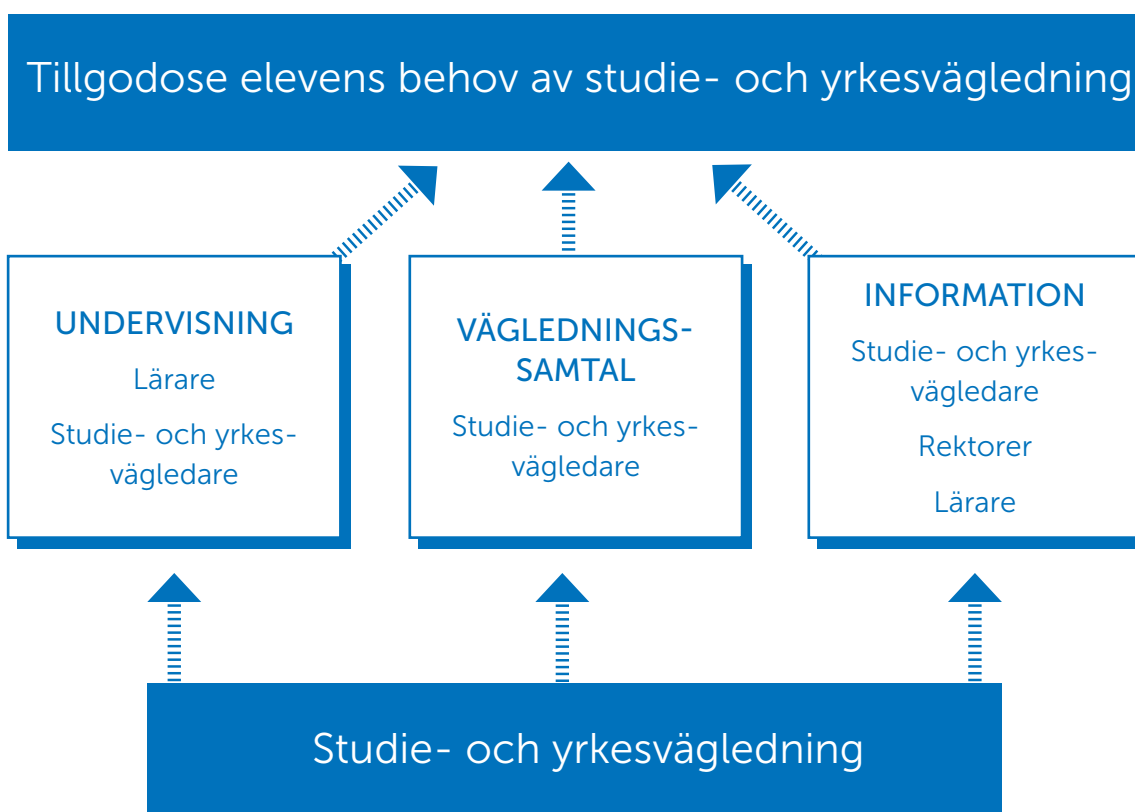 Tillgodose elevens behov av studie- och yrkesvägledning
UNDERVISNING
Lärare
Studie- och yrkes-
vägledare
VÄGLEDNINGS-
SAMTAL
Studie- och yrkes-
vägledare
INFORMATION
Studie- och yrkes-
vägledare
Rektorer
Lärare
Studie- och yrkesvägledning